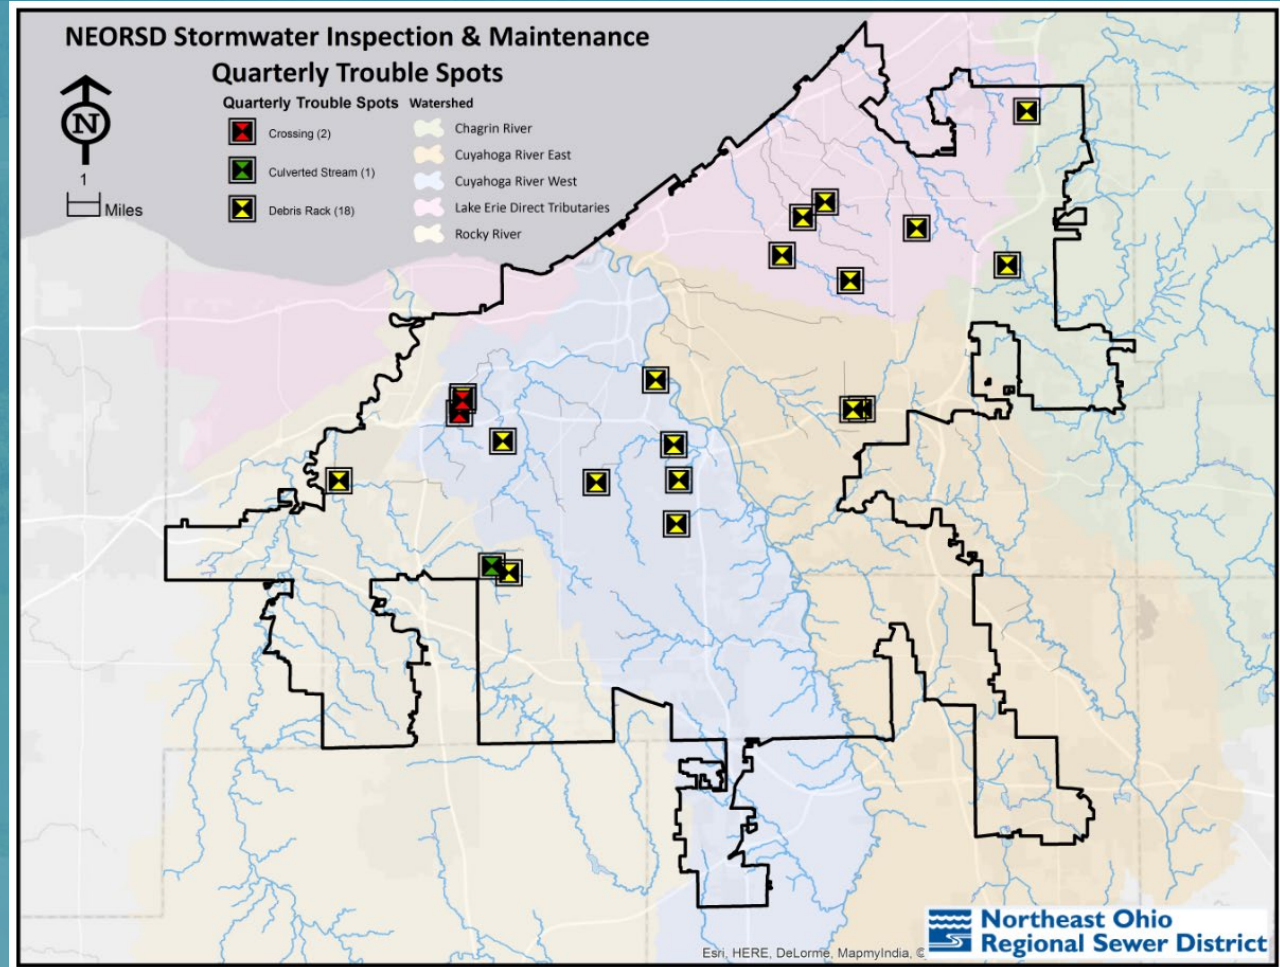 NEORSD Stormwater Inspection & Maintenance
Quarterly Trouble Spots
N
1
Miles
Quarterly Trouble Spots
Crossing (2)
Culverted Stream (1)
Debris Rack (18)
Watershed
Chagrin River
Cuyahoga River East
Cuyahoga River West
Lake Erie Direct Tributaries
Rocky River
Esri, HERE, DeLorme, MapmyIndia, ©
Northeast Ohio
Regional Sewer District